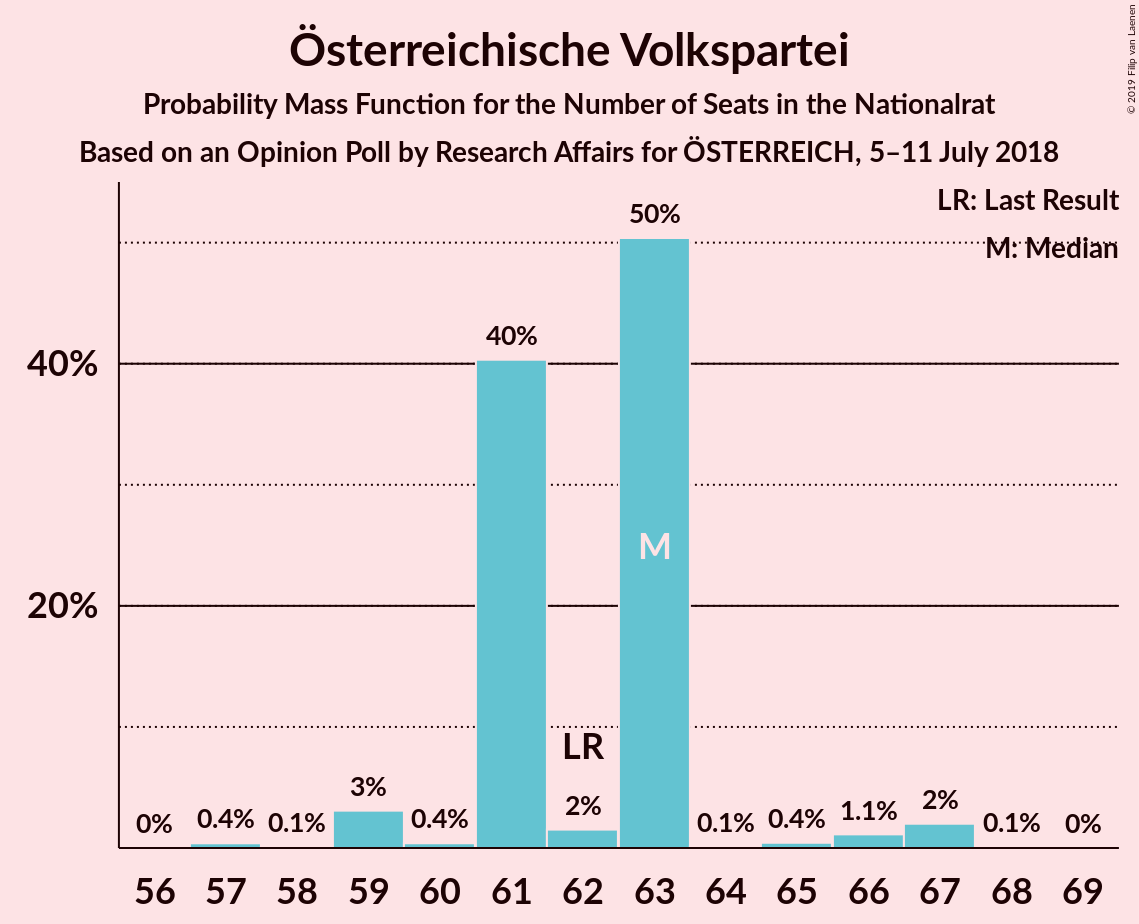 Österreichische Volkspartei
Probability Mass Function for the Number of Seats in the Nationalrat
Based on an Opinion Poll by Research Affairs for ÖSTERREICH, 5–11 July 2018
© 2019 Filip van Laenen
LR: Last Result
M: Median
50%
40%
40%
M
20%
LR
3%
2%
2%
0%
0.4%
0.1%
0.4%
0.1%
0.4%
1.1%
0.1%
0%
56 57 58 59 60 61 62 63 64 65 66 67 68 69